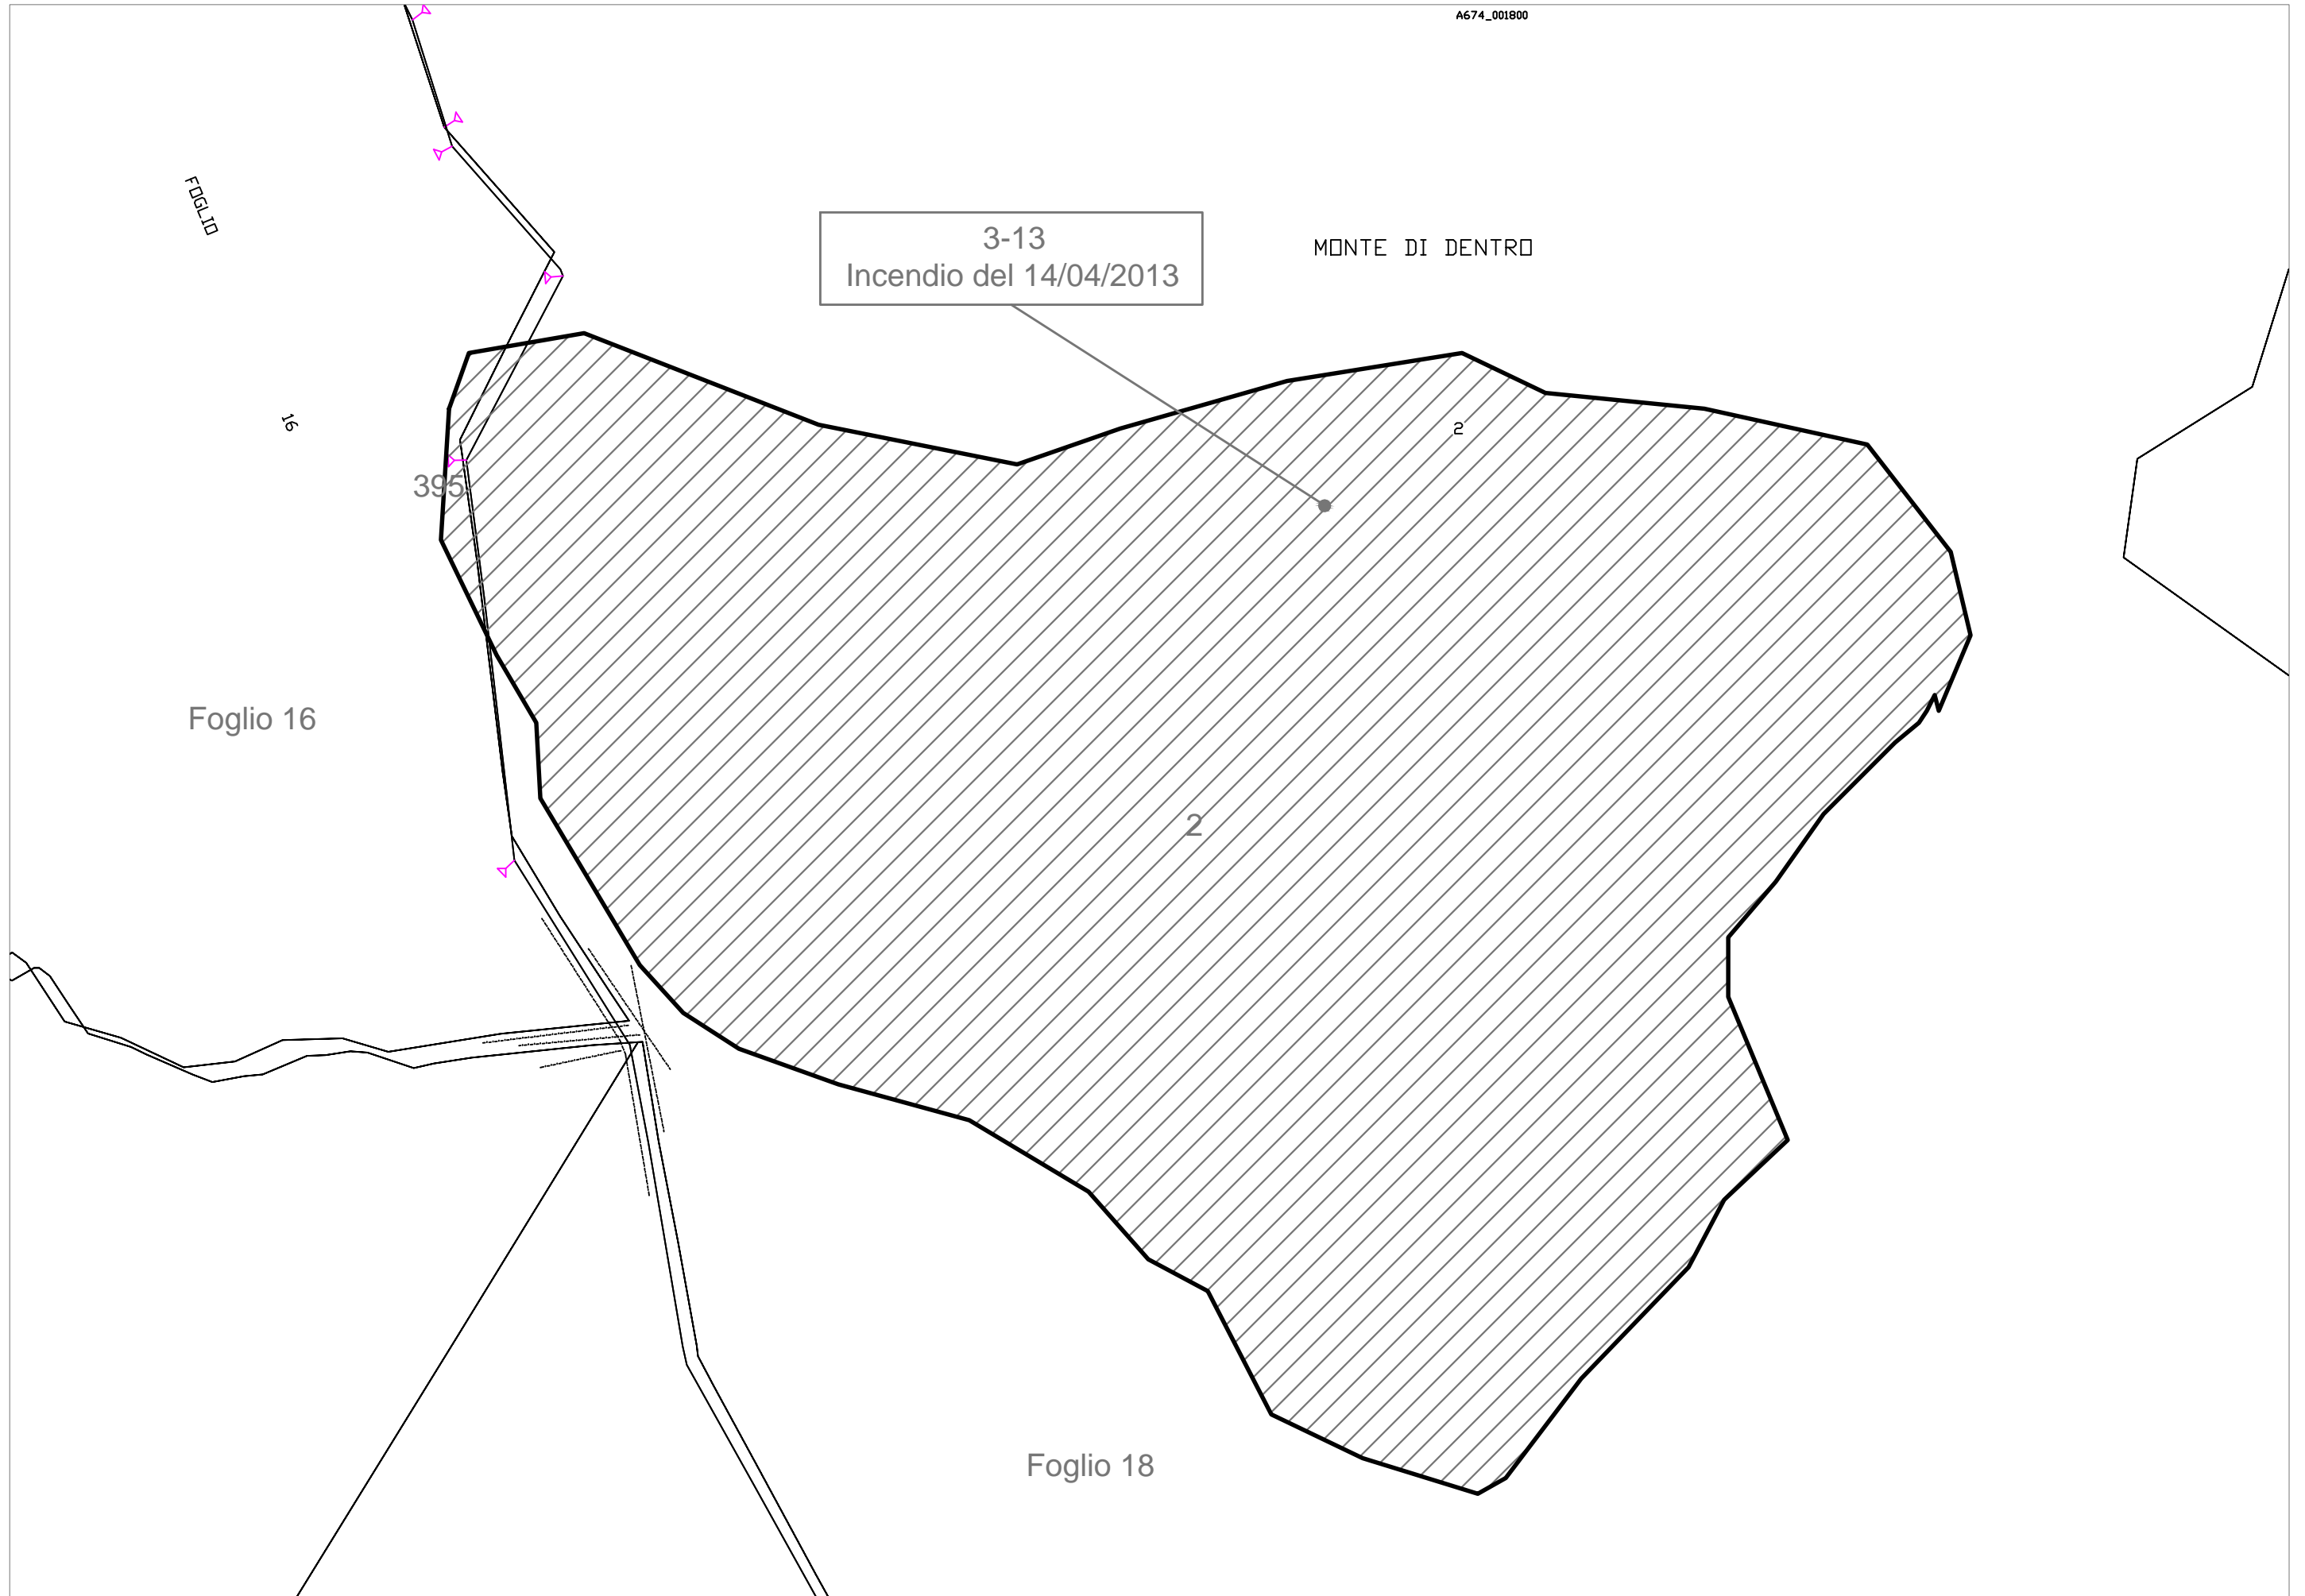 A674_001800
FOGLIO
3-13
Incendio del 14/04/2013
MONTE DI DENTRO
16
2
395
Foglio 16
2
Foglio 18